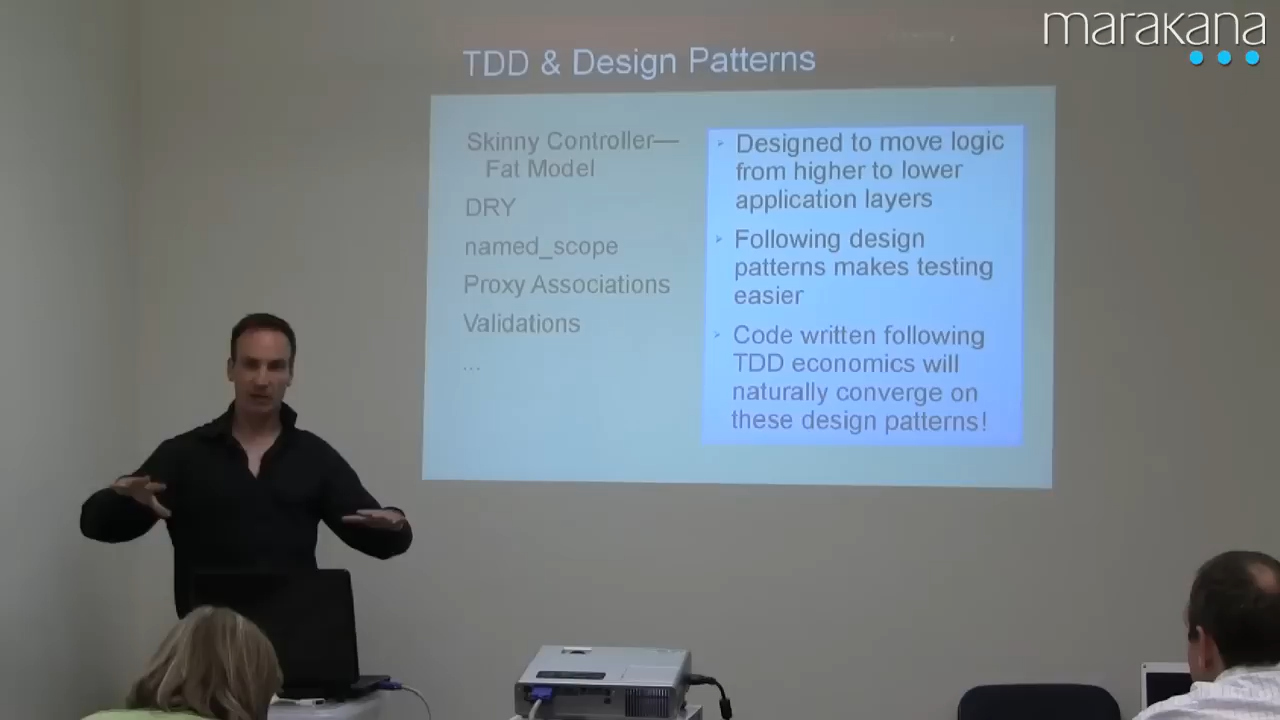 marakana
TDD & Design Patterns
Skinny Controller—
Fat Model
DRY
named_scope
Proxy Associations
Validations
...
Designed to move logic
from higher to lower
application layers
Following design
patterns makes testing
easier
Code written following
TDD economics will
naturally converge on
these design patterns!